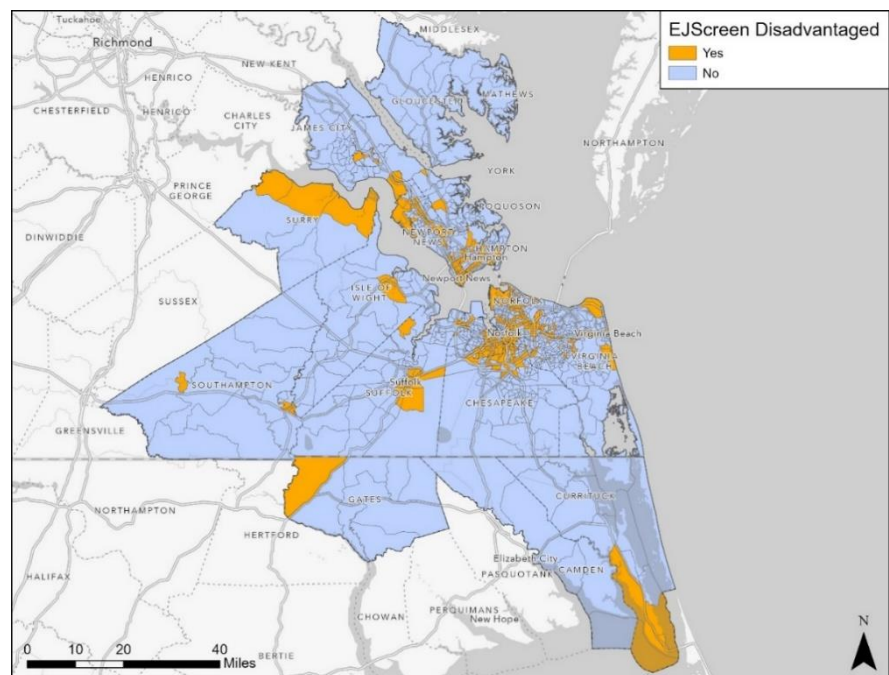 Tuckahoe
Richmond
MIDDLESEX
HENRICO
NEW KENT
CHESTERFIELD
HENRICO
CHARLES
CITY
GLOUCESTER
MATHEWS
JAMES CITY
NORTHAMPTON
PRINCE
GEORGE
YORK
POQUOSON
DINWIDDIE
SURRY
NEWPORT
NEWS
HAMPTON
Hampton
Newport News
SUSSEX
ISLE OF
WIGHT
NORFOLK
Norfolk
Virginia Beach
VIRGINIA
BEACH
SOUTHAMPTON
Suffolk
SUFFOLK
CHESAPEAKE
GREENSVILLE
NORTHAMPTON
GATES
CURRITUCK
HERTFORD
Elizabeth City
CAMDEN
PASQUOTANK
HALIFAX
CHOWAN
PERQUIMANS
New Hope
BERTIE
0 10 20 40
Miles
N
EJScreen Disadvantaged
Yes
No